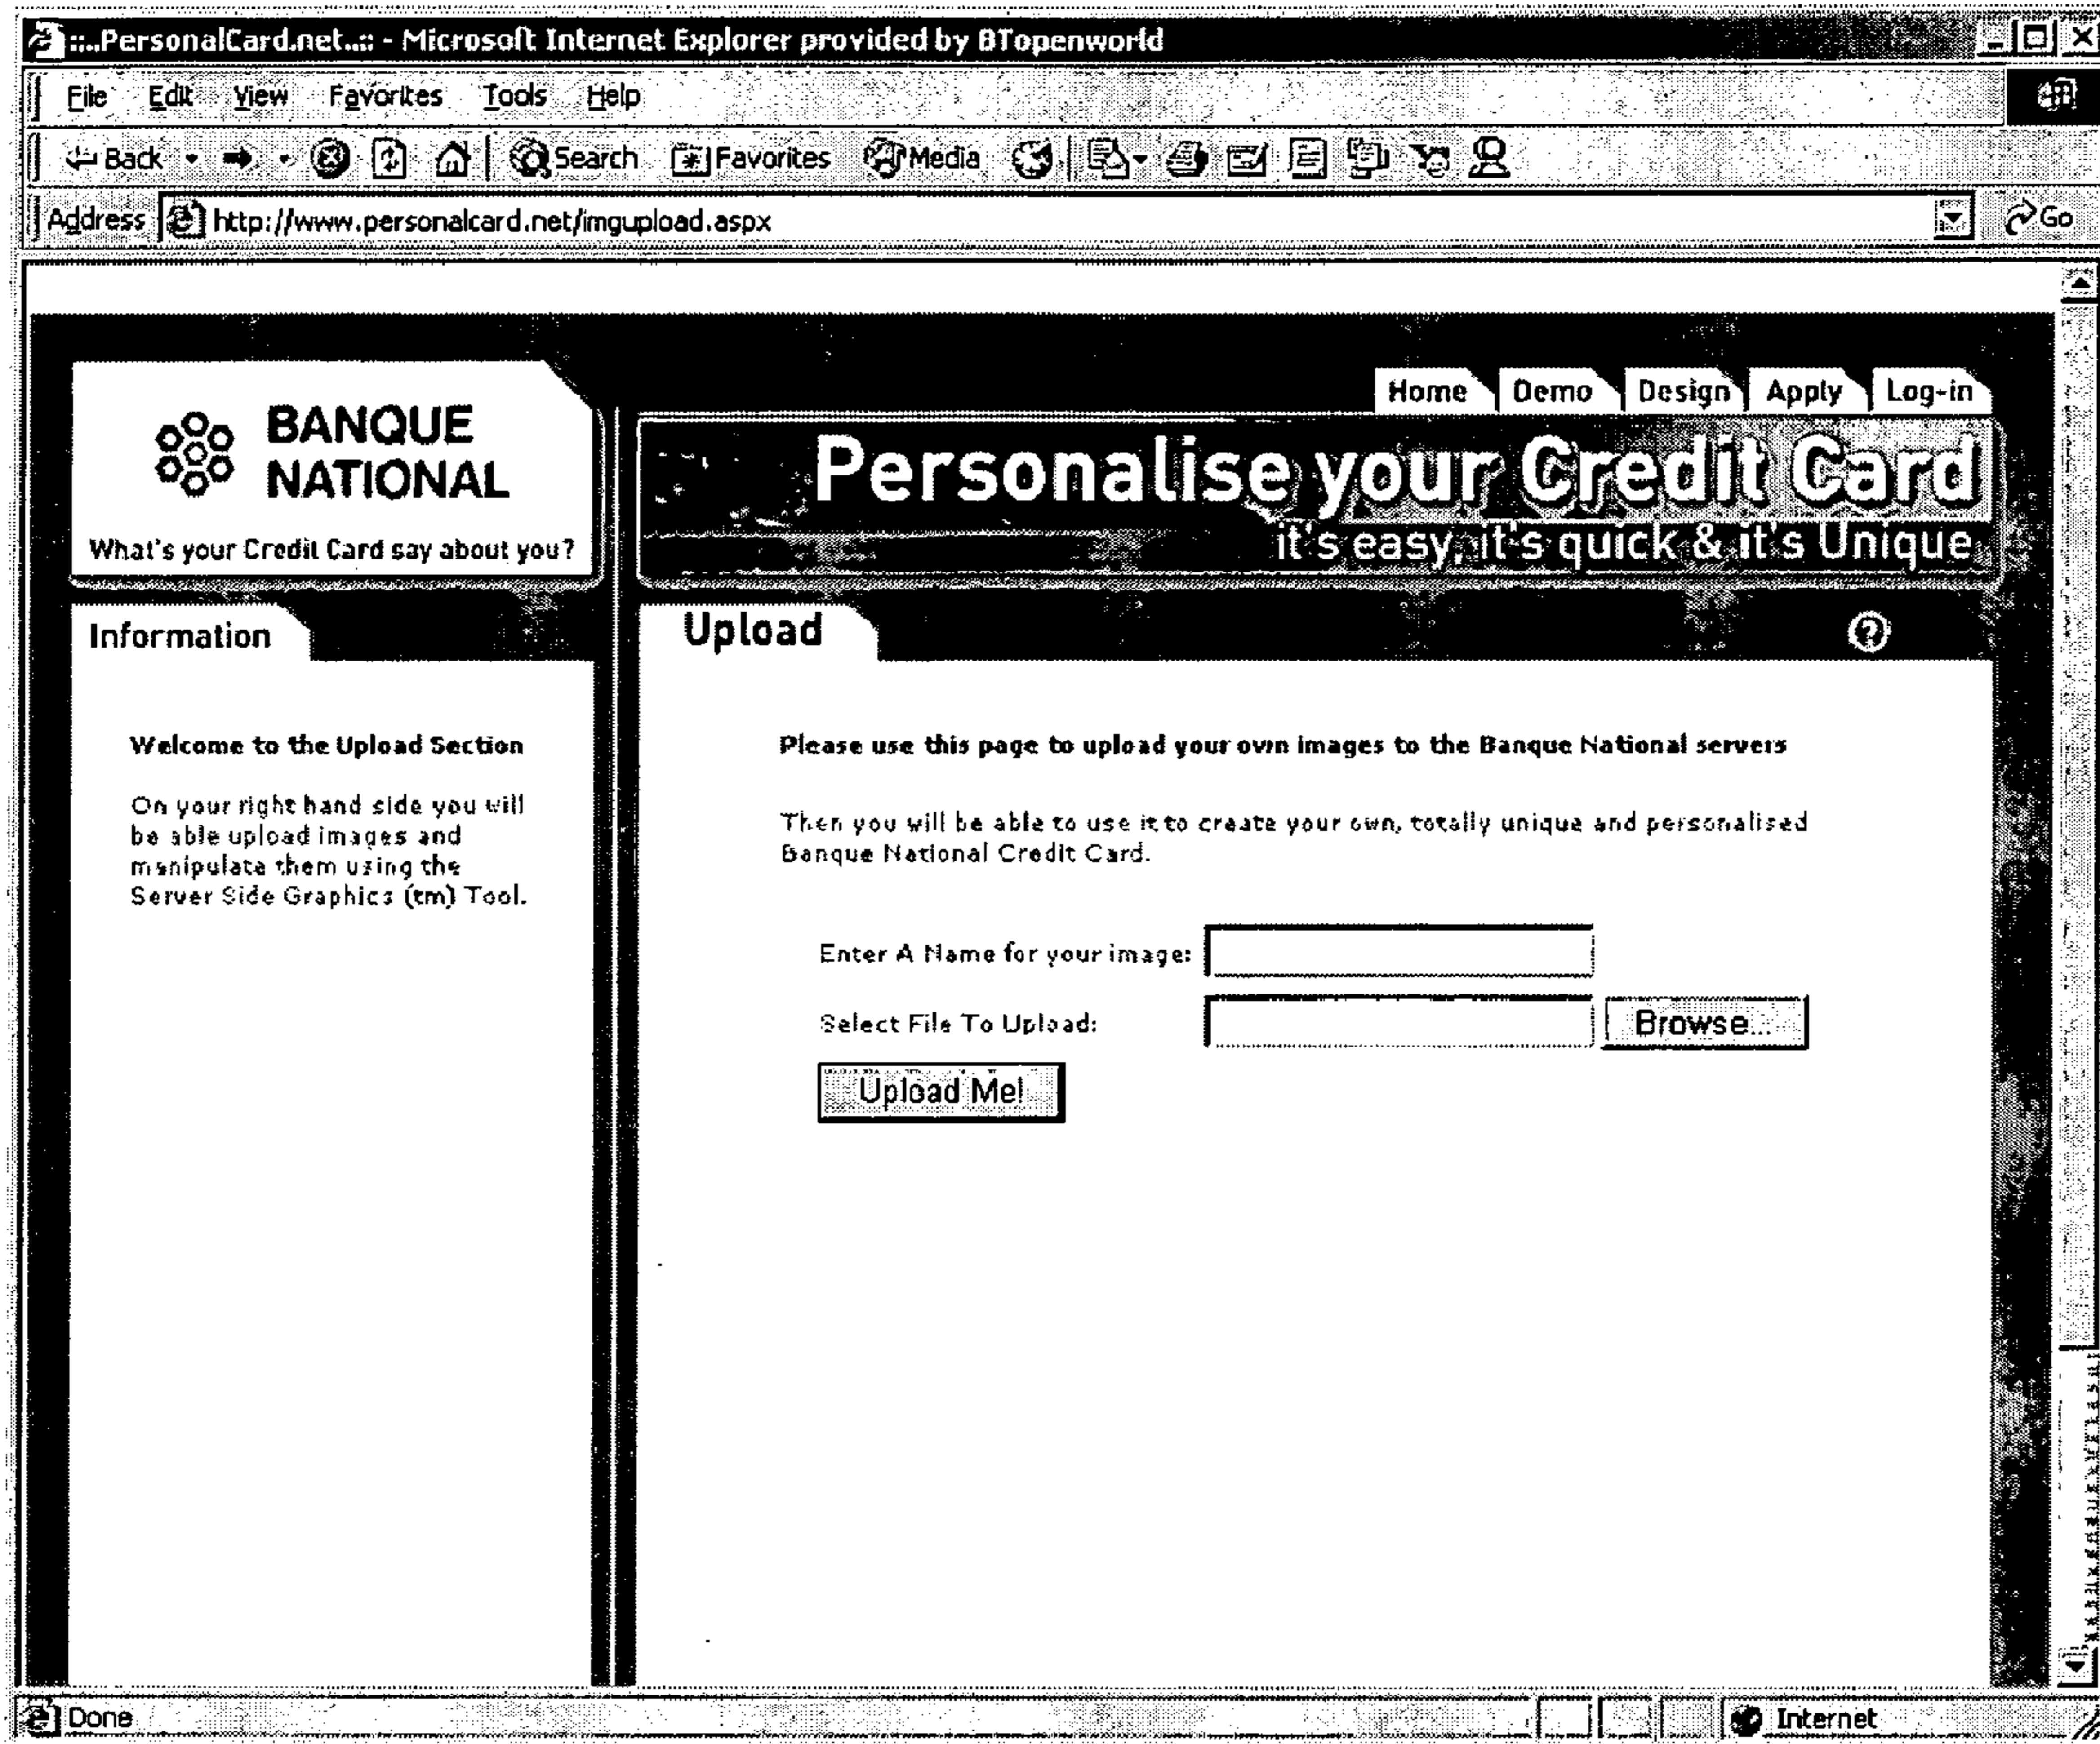 ::..PersonalCard.net..:: - Microsoft Internet Explorer provided by BTopenworld
File Edit View Favorites Tools Help
Back Search Favorites Media
Address http://www.personalcard.net/imgupload.aspx Go
Home Demo Design Apply Log-in
BANQUE
NATIONAL
What's your Credit Card say about you?
Personalise your Credit Card
it's easy, it's quick & it's Unique
Information
Upload
?
Welcome to the Upload Section
On your right hand side you will
be able upload images and
manipulate them using the
Server Side Graphics (tm) Tool.
Please use this page to upload your own images to the Banque National servers
Then you will be able to use it to create your own, totally unique and personalised
Banque National Credit Card.
Enter A Name for your image:
Select File To Upload: Browse...
Upload Me!
Done Internet